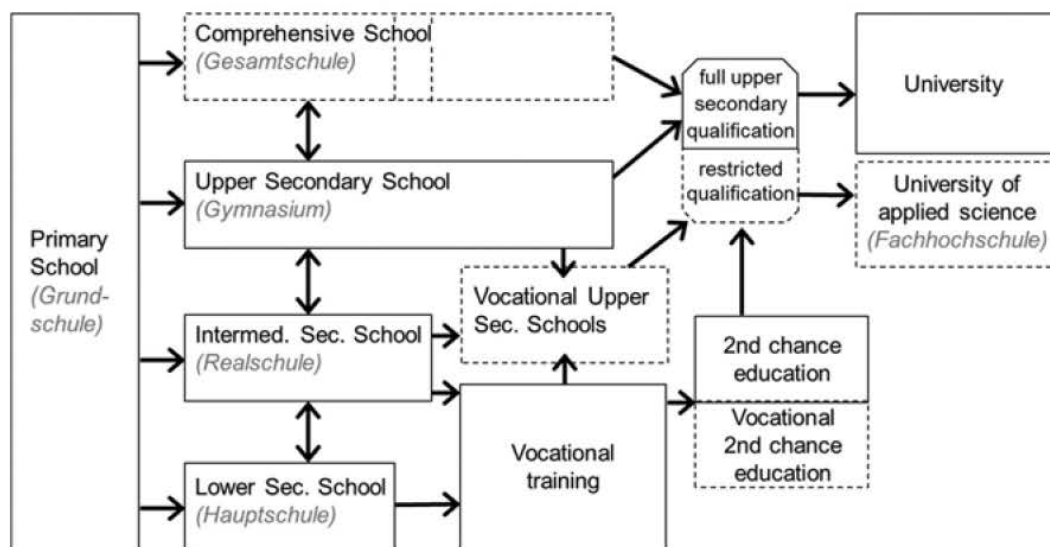 Primary
School
(Grund-
schule)
Comprehensive School
(Gesamtschule)
Upper Secondary School
(Gymnasium)
Intermed. Sec. School
(Realschule)
Lower Sec. School
(Hauptschule)
Vocational Upper
Sec. Schools
Vocational
training
full upper
secondary
qualification
restricted
qualification
2nd chance
education
Vocational
2nd chance
education
University
University of
applied science
(Fachhochschule)